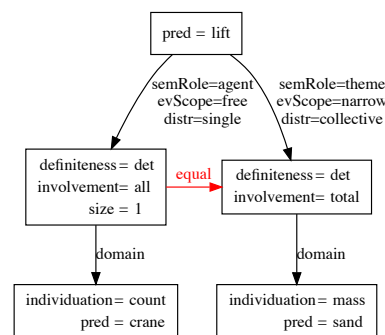 pred = lift
semRole=agent
evScope=free
distr=single
semRole=theme
evScope=narrow
distr=collective
definiteness = det
involvement = all
size = 1
equal
definiteness = det
involvement = total
domain
domain
individuation = count
pred = crane
individuation = mass
pred = sand